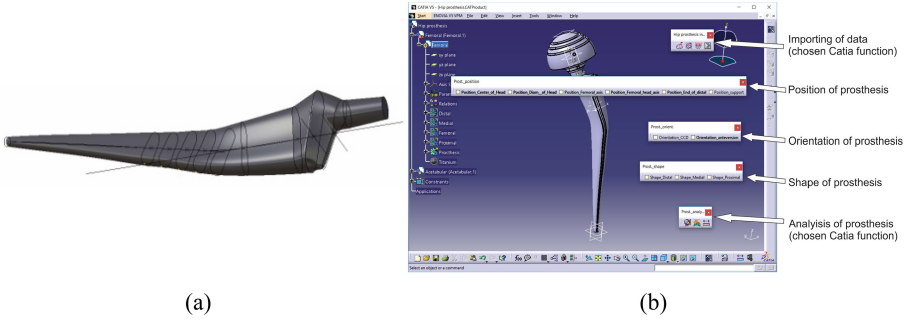 CATIA V5 - [Hip prosthesis.CATProduct]
Start ENOVIA V5 VPM File Edit View Insert Tools Window Help
Hip prosthesis
Femoral (Femoral.1)
Femoral
xy plane
yz plane
zx plane
Relations
Distal
Medial
Femoral
Proximal
Prosthesis
Titanium
Acetabular (Acetabular.1)
Constraints
Applications
Prost_position
Position_Center_of_Head Position_Diam_of_Head Position_Femoral_axis Position_Femoral_head_axis Position_End_of_distal Position_support
Orientation_CCD Orientation_anteversion
Prost_shape
Shape_Distal Shape_Medial Shape_Proximal
Prost_analy...
Select an object or a command
Importing of data
(chosen Catia function)
Position of prosthesis
Orientation of prosthesis
Shape of prosthesis
Analyisis of prosthesis
(chosen Catia function)
(a)
(b)